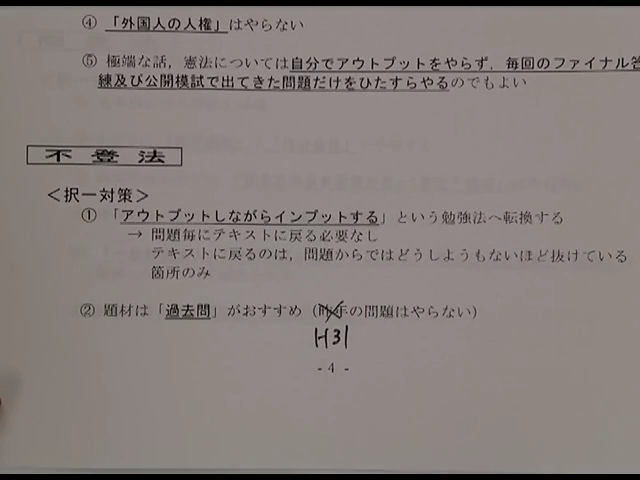 ④ 「外国人の人権」はやらない
⑤ 極端な話，憲法については自分でアウトプットをやらず，毎回のファイナル答
練及び公開模試で出てきた問題だけをひたすらやるのでもよい
不登法
＜択一対策＞
① 「アウトプットしながらインプットする」という勉強法へ転換する
→ 問題毎にテキストに戻る必要なし
テキストに戻るのは，問題からではどうしようもないほど抜けている
箇所のみ
② 題材は「過去問」がおすすめ（昨年の問題はやらない）
H31
- 4 -